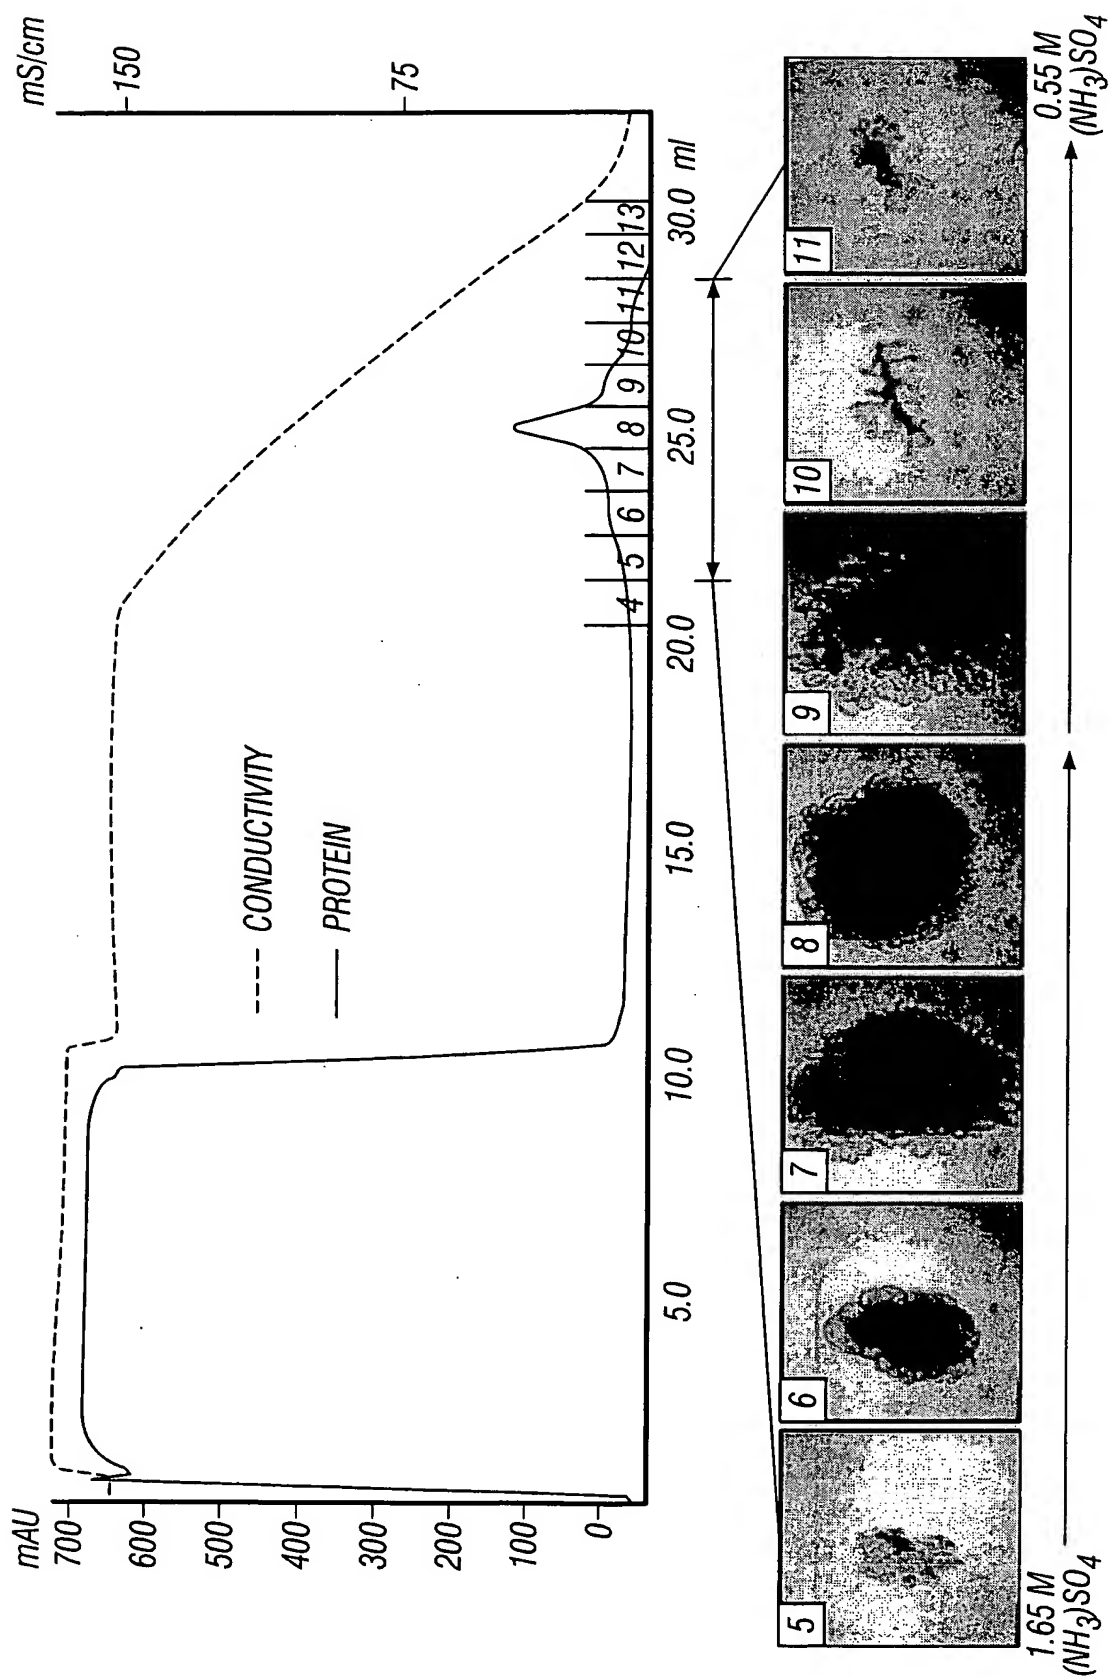 mAU
mS/cm
700
600
500
400
300
200
100
0
150
75
CONDUCTIVITY
PROTEIN
4 5 6 7 8 9 10 11 12 13
5.0 10.0 15.0 20.0 25.0 30.0 ml
5 6 7 8 9 10 11
1.65 M
(NH3)SO4
0.55 M
(NH3)SO4